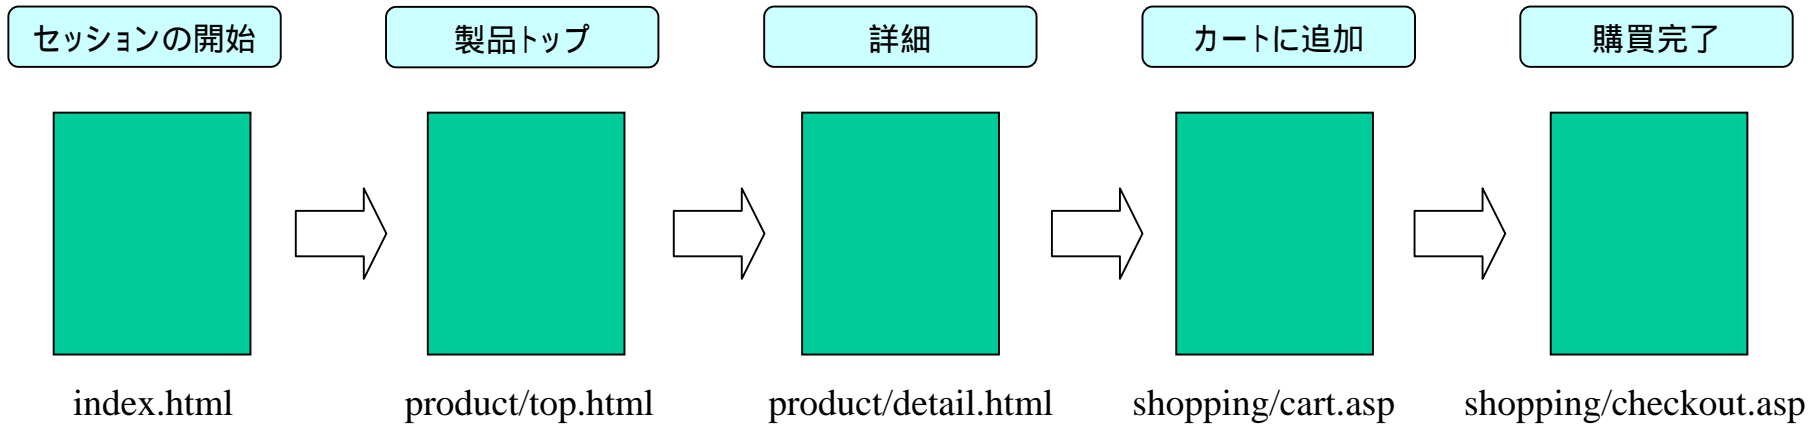 セッションの開始
製品トップ
詳細
カートに追加
購買完了
index.html
product/top.html
product/detail.html
shopping/cart.asp
shopping/checkout.asp